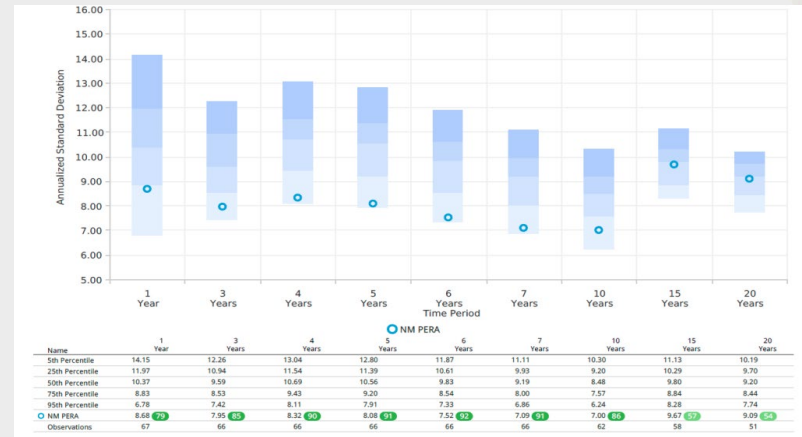 16.00
15.00
14.00
13.00
12.00
11.00
10.00
9.00
8.00
7.00
6.00
5.00
Annualized Standard Deviation
1 3 4 5 6 7 10 15 20
Year Years Years Years Years Years Years Years Years
Time Period
NM PERA
1 3 4 5 6 7 10 15 20
Name Year Years Years Years Years Years Years Years Years
5th Percentile 14.15 12.26 13.04 12.80 11.87 11.11 10.30 11.13 10.19
25th Percentile 11.97 10.94 11.54 11.39 10.61 9.93 9.20 10.29 9.70
50th Percentile 10.37 9.59 10.69 10.56 9.83 9.19 8.48 9.80 9.20
75th Percentile 8.83 8.53 9.43 9.20 8.54 8.00 7.57 8.84 8.44
95th Percentile 6.78 7.42 8.11 7.91 7.33 6.86 6.24 8.28 7.74
NM PERA 8.68 79 7.95 85 8.32 90 8.08 91 7.52 92 7.09 91 7.00 86 9.67 57 9.09 54
Observations 67 66 66 66 66 66 62 58 51